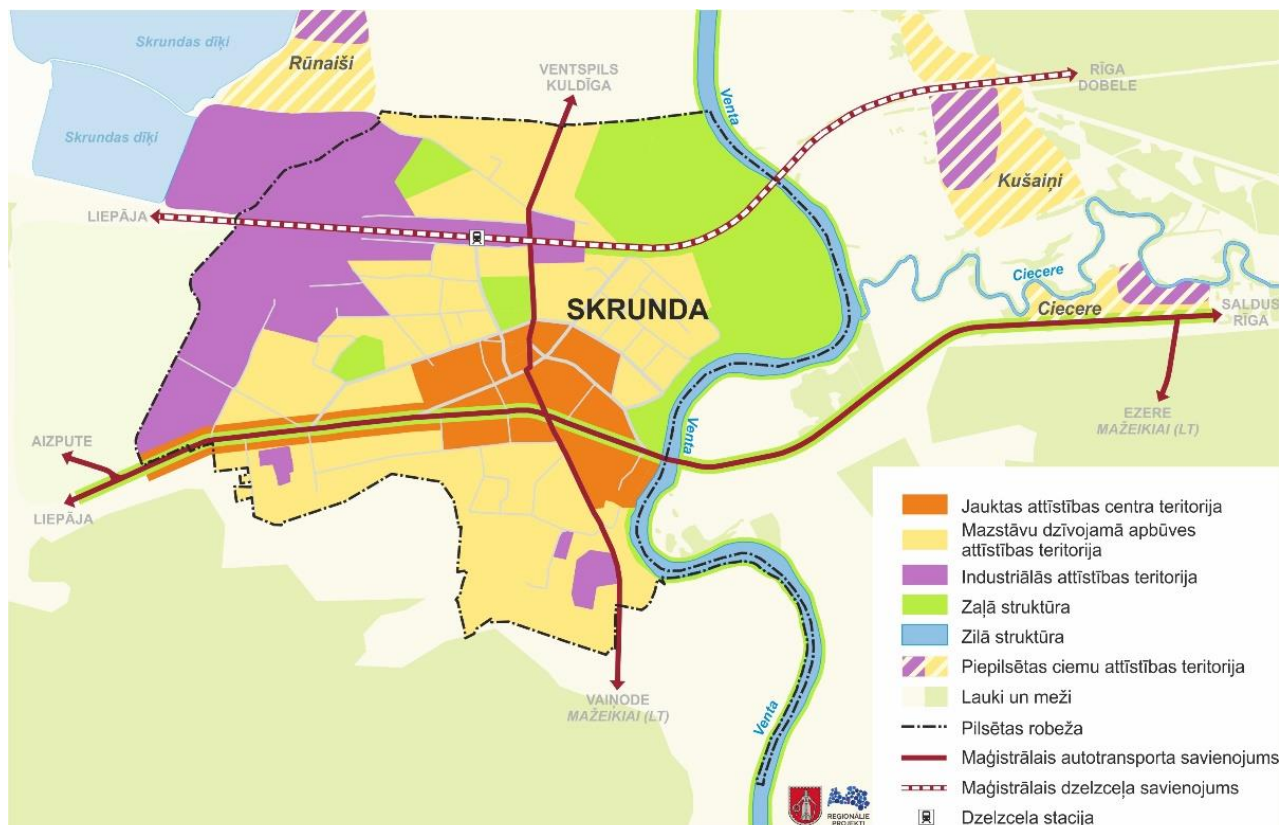 Skrundas dīķi
Rūnaiši
VENTSPILS
KULDĪGA
RĪGA
DOBELE
Venta
Skrundas dīķi
Kušaiņi
LIEPĀJA
Ciecere
SKRUNDA
Ciecere
SALDUS
RĪGA
Venta
EZERE
MAŽEIKIAI (LT)
AIZPUTE
LIEPĀJA
VAIŅODE
MAŽEIKIAI (LT)
Venta
Jauktas attīstības centra teritorija
Mazstāvu dzīvojamā apbūves
attīstības teritorija
Industriālās attīstības teritorija
Zaļā struktūra
Zilā struktūra
Piepilsētas ciemu attīstības teritorija
Lauki un meži
Pilsētas robeža
Maģistrālais autotransporta savienojums
Maģistrālais dzelzceļa savienojums
Dzelzceļa stacija
REGIONĀLIE
PROJEKTI